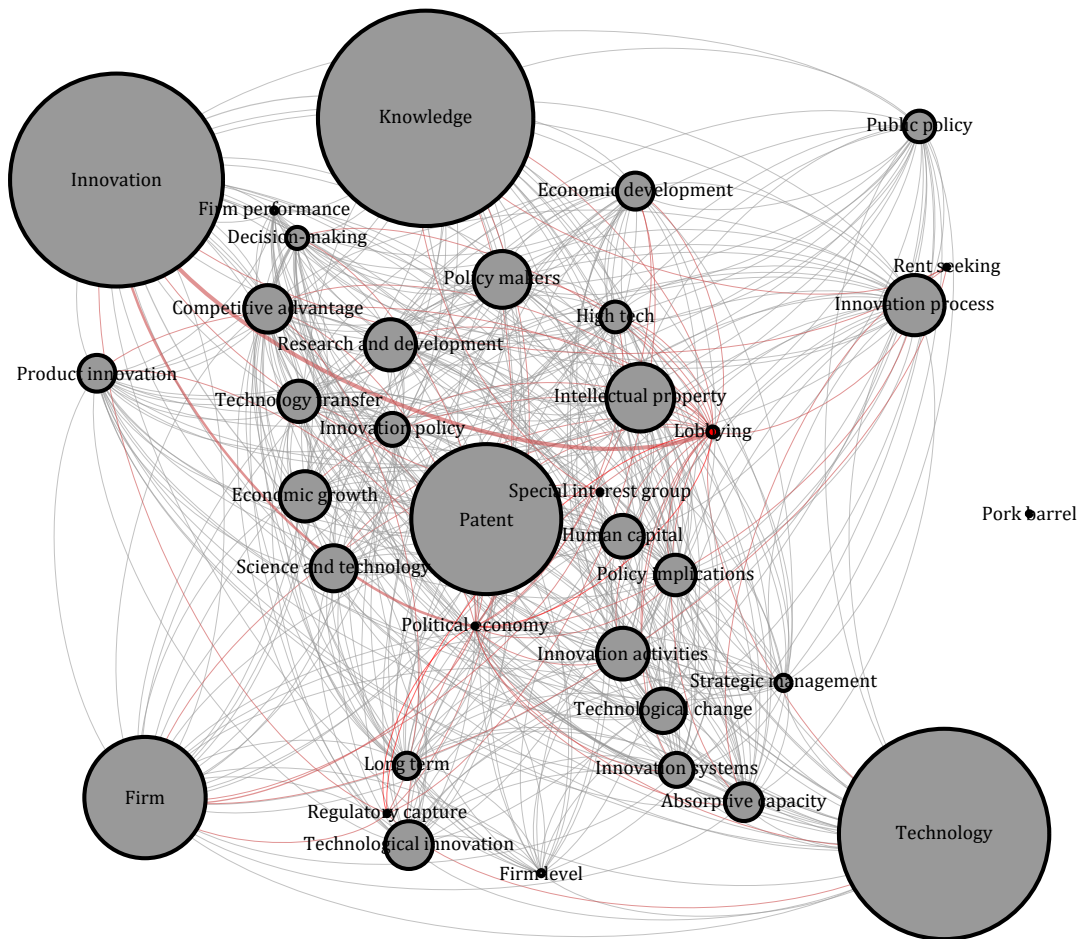 Knowledge
Public policy
Innovation
Economic development
Firm performance
Decision-making
Rent seeking
Policy makers
Innovation process
Competitive advantage
High tech
Research and development
Product innovation
Intellectual property
Technology transfer
Innovation policy
Lobbying
Special interest group
Economic growth
Pork barrel
Patent
Human capital
Science and technology
Policy implications
Political economy
Innovation activities
Strategic management
Technological change
Long term
Innovation systems
Firm
Absorptive capacity
Regulatory capture
Technology
Technological innovation
Firm level